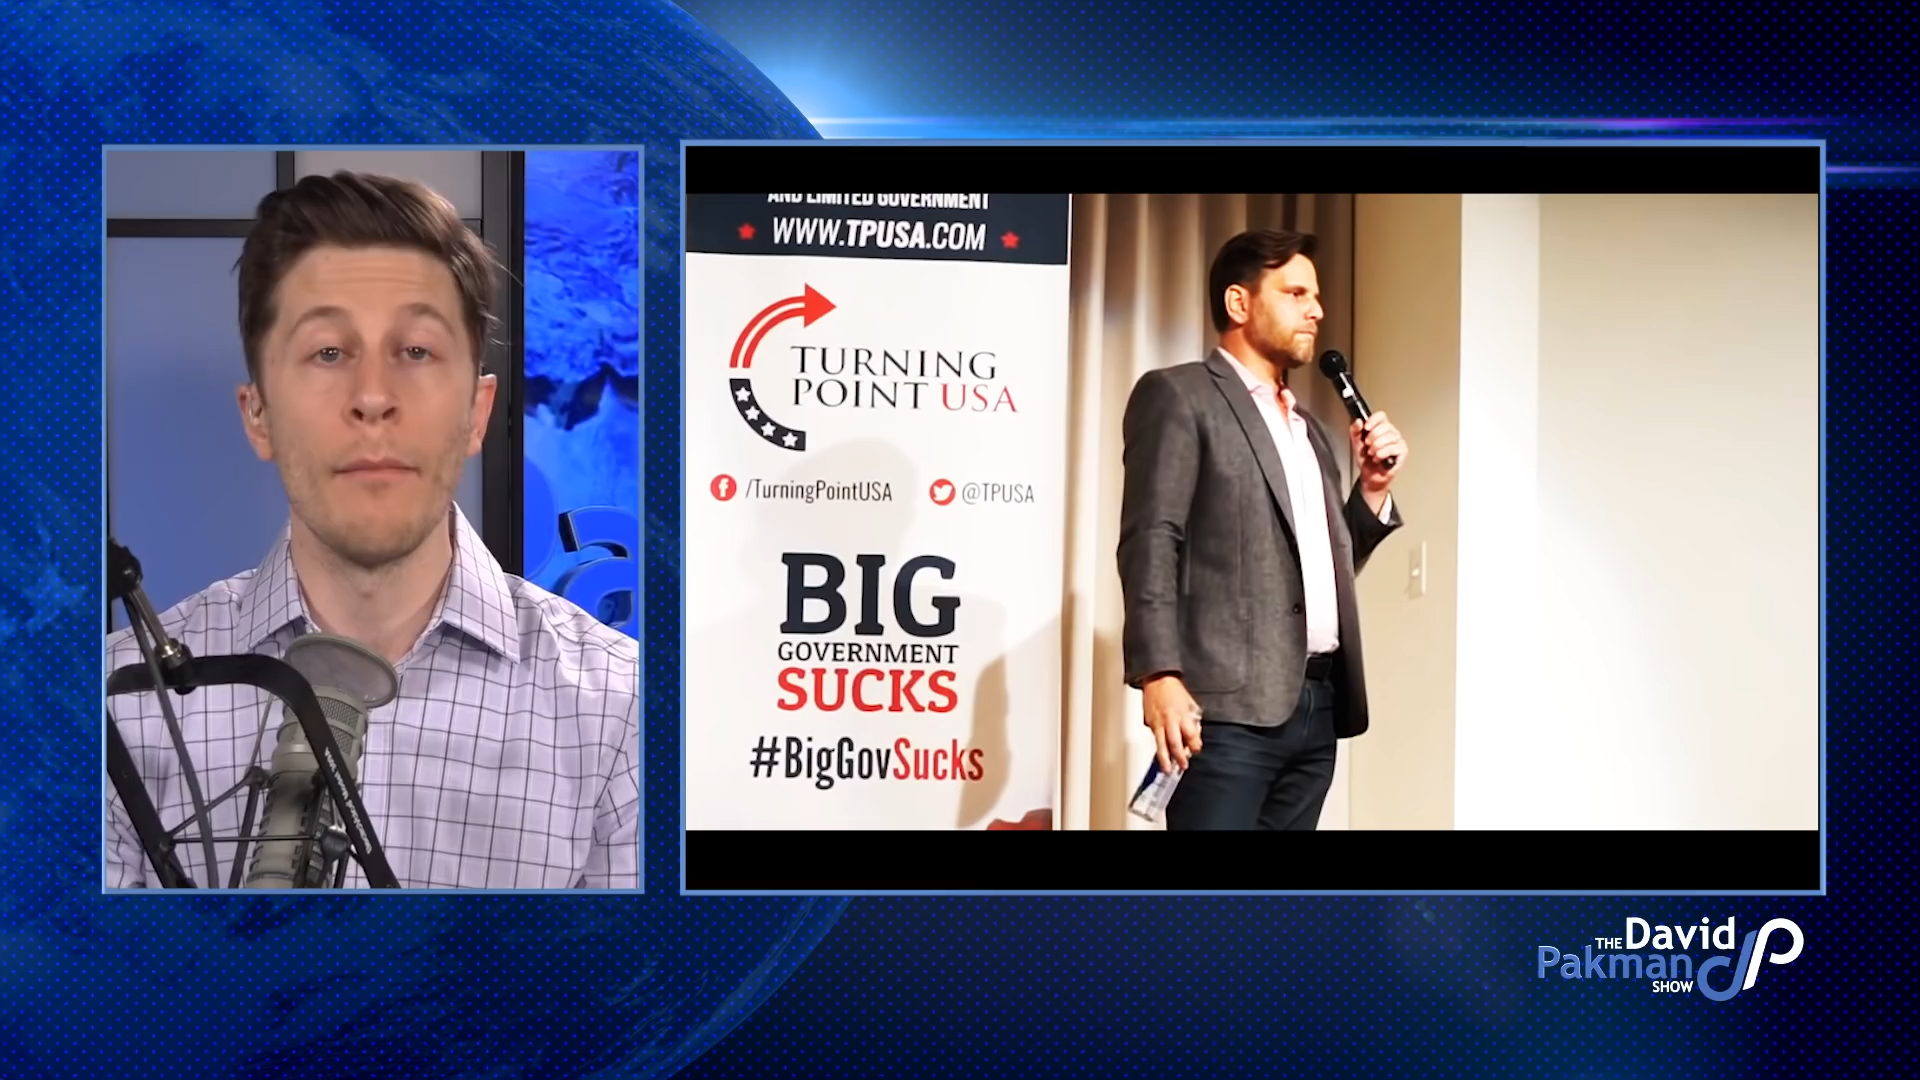 AND LIMITED GOVERNMENT
WWW.TPUSA.COM
TURNING
POINT USA
/TurningPointUSA
@TPUSA
BIG
GOVERNMENT
SUCKS
#BigGovSucks
THE David
Pakman
SHOW